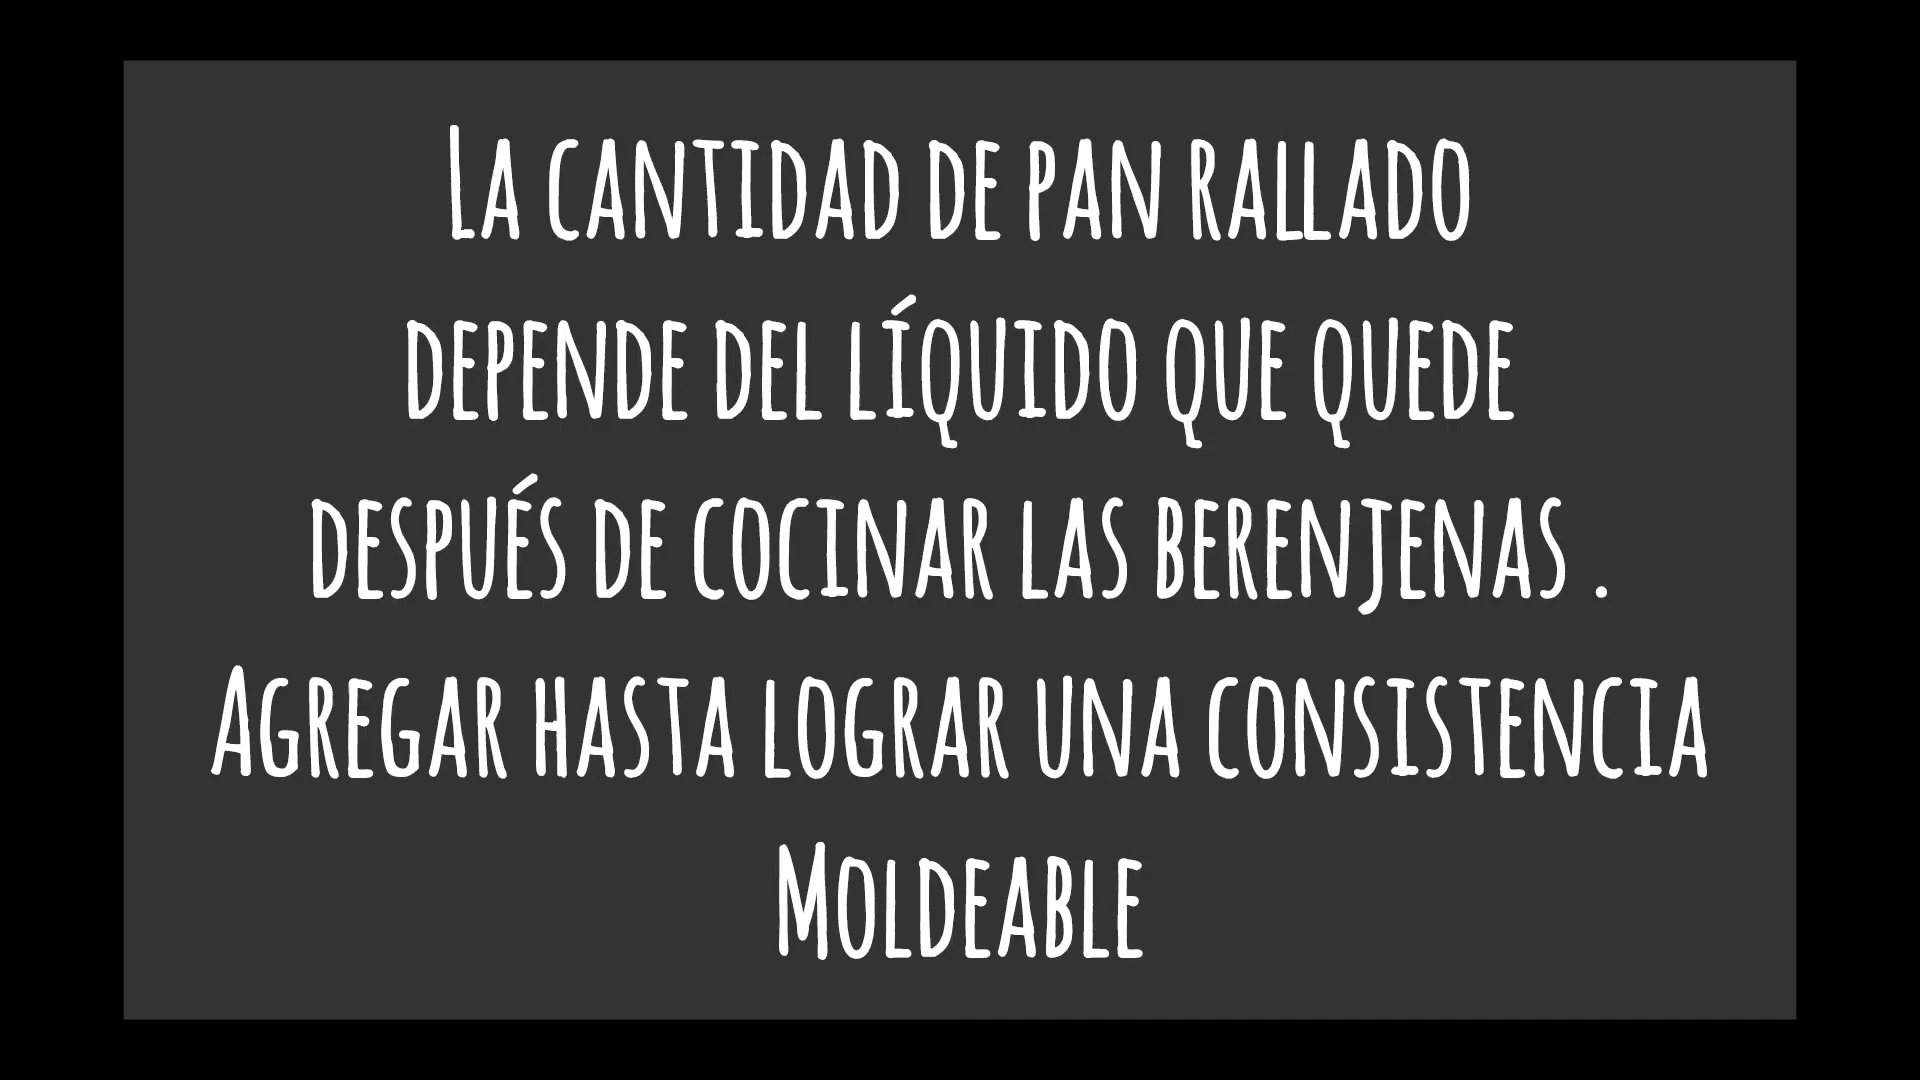 La cantidad de pan rallado
depende del líquido que quede
después de cocinar las berenjenas .
Agregar hasta lograr una consistencia
Moldeable